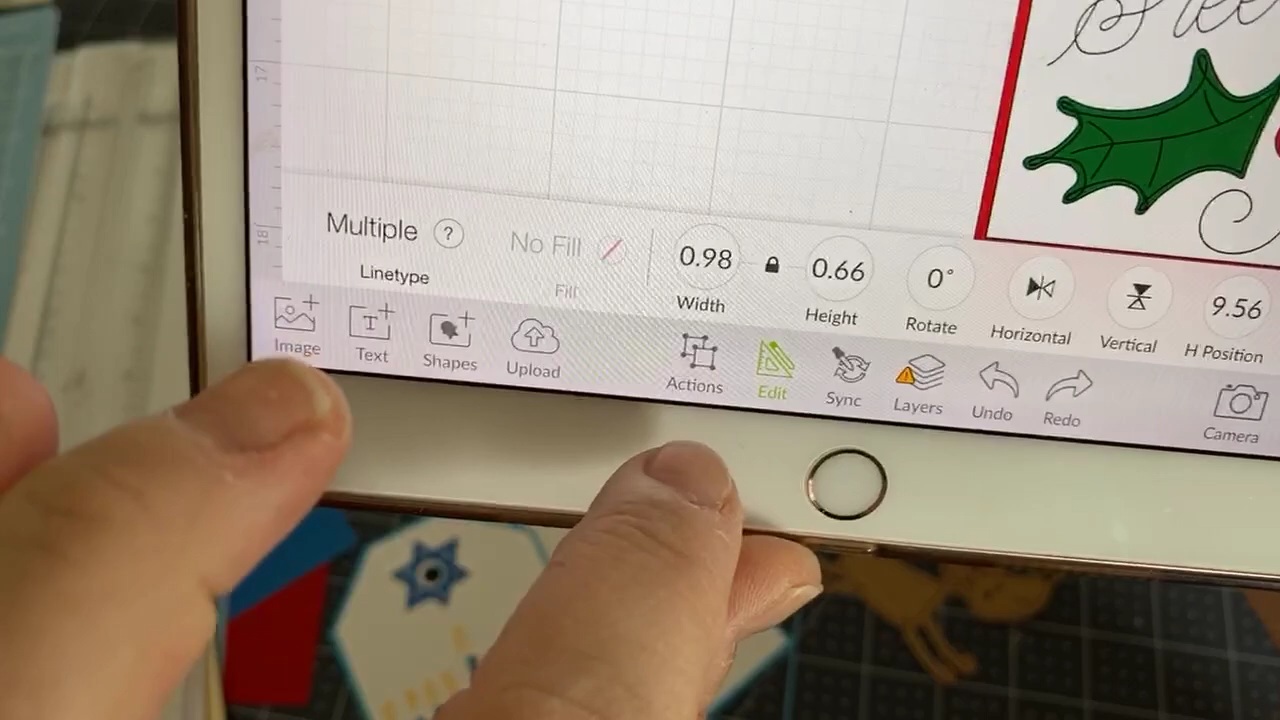 17
18
Multiple ?
Linetype
No Fill
Fill
0.98
Width
0.66
Height
0°
Rotate
Horizontal
Vertical
9.56
H Position
Image
Text
Shapes
Upload
Actions
Edit
Sync
Layers
Undo
Redo
Camera